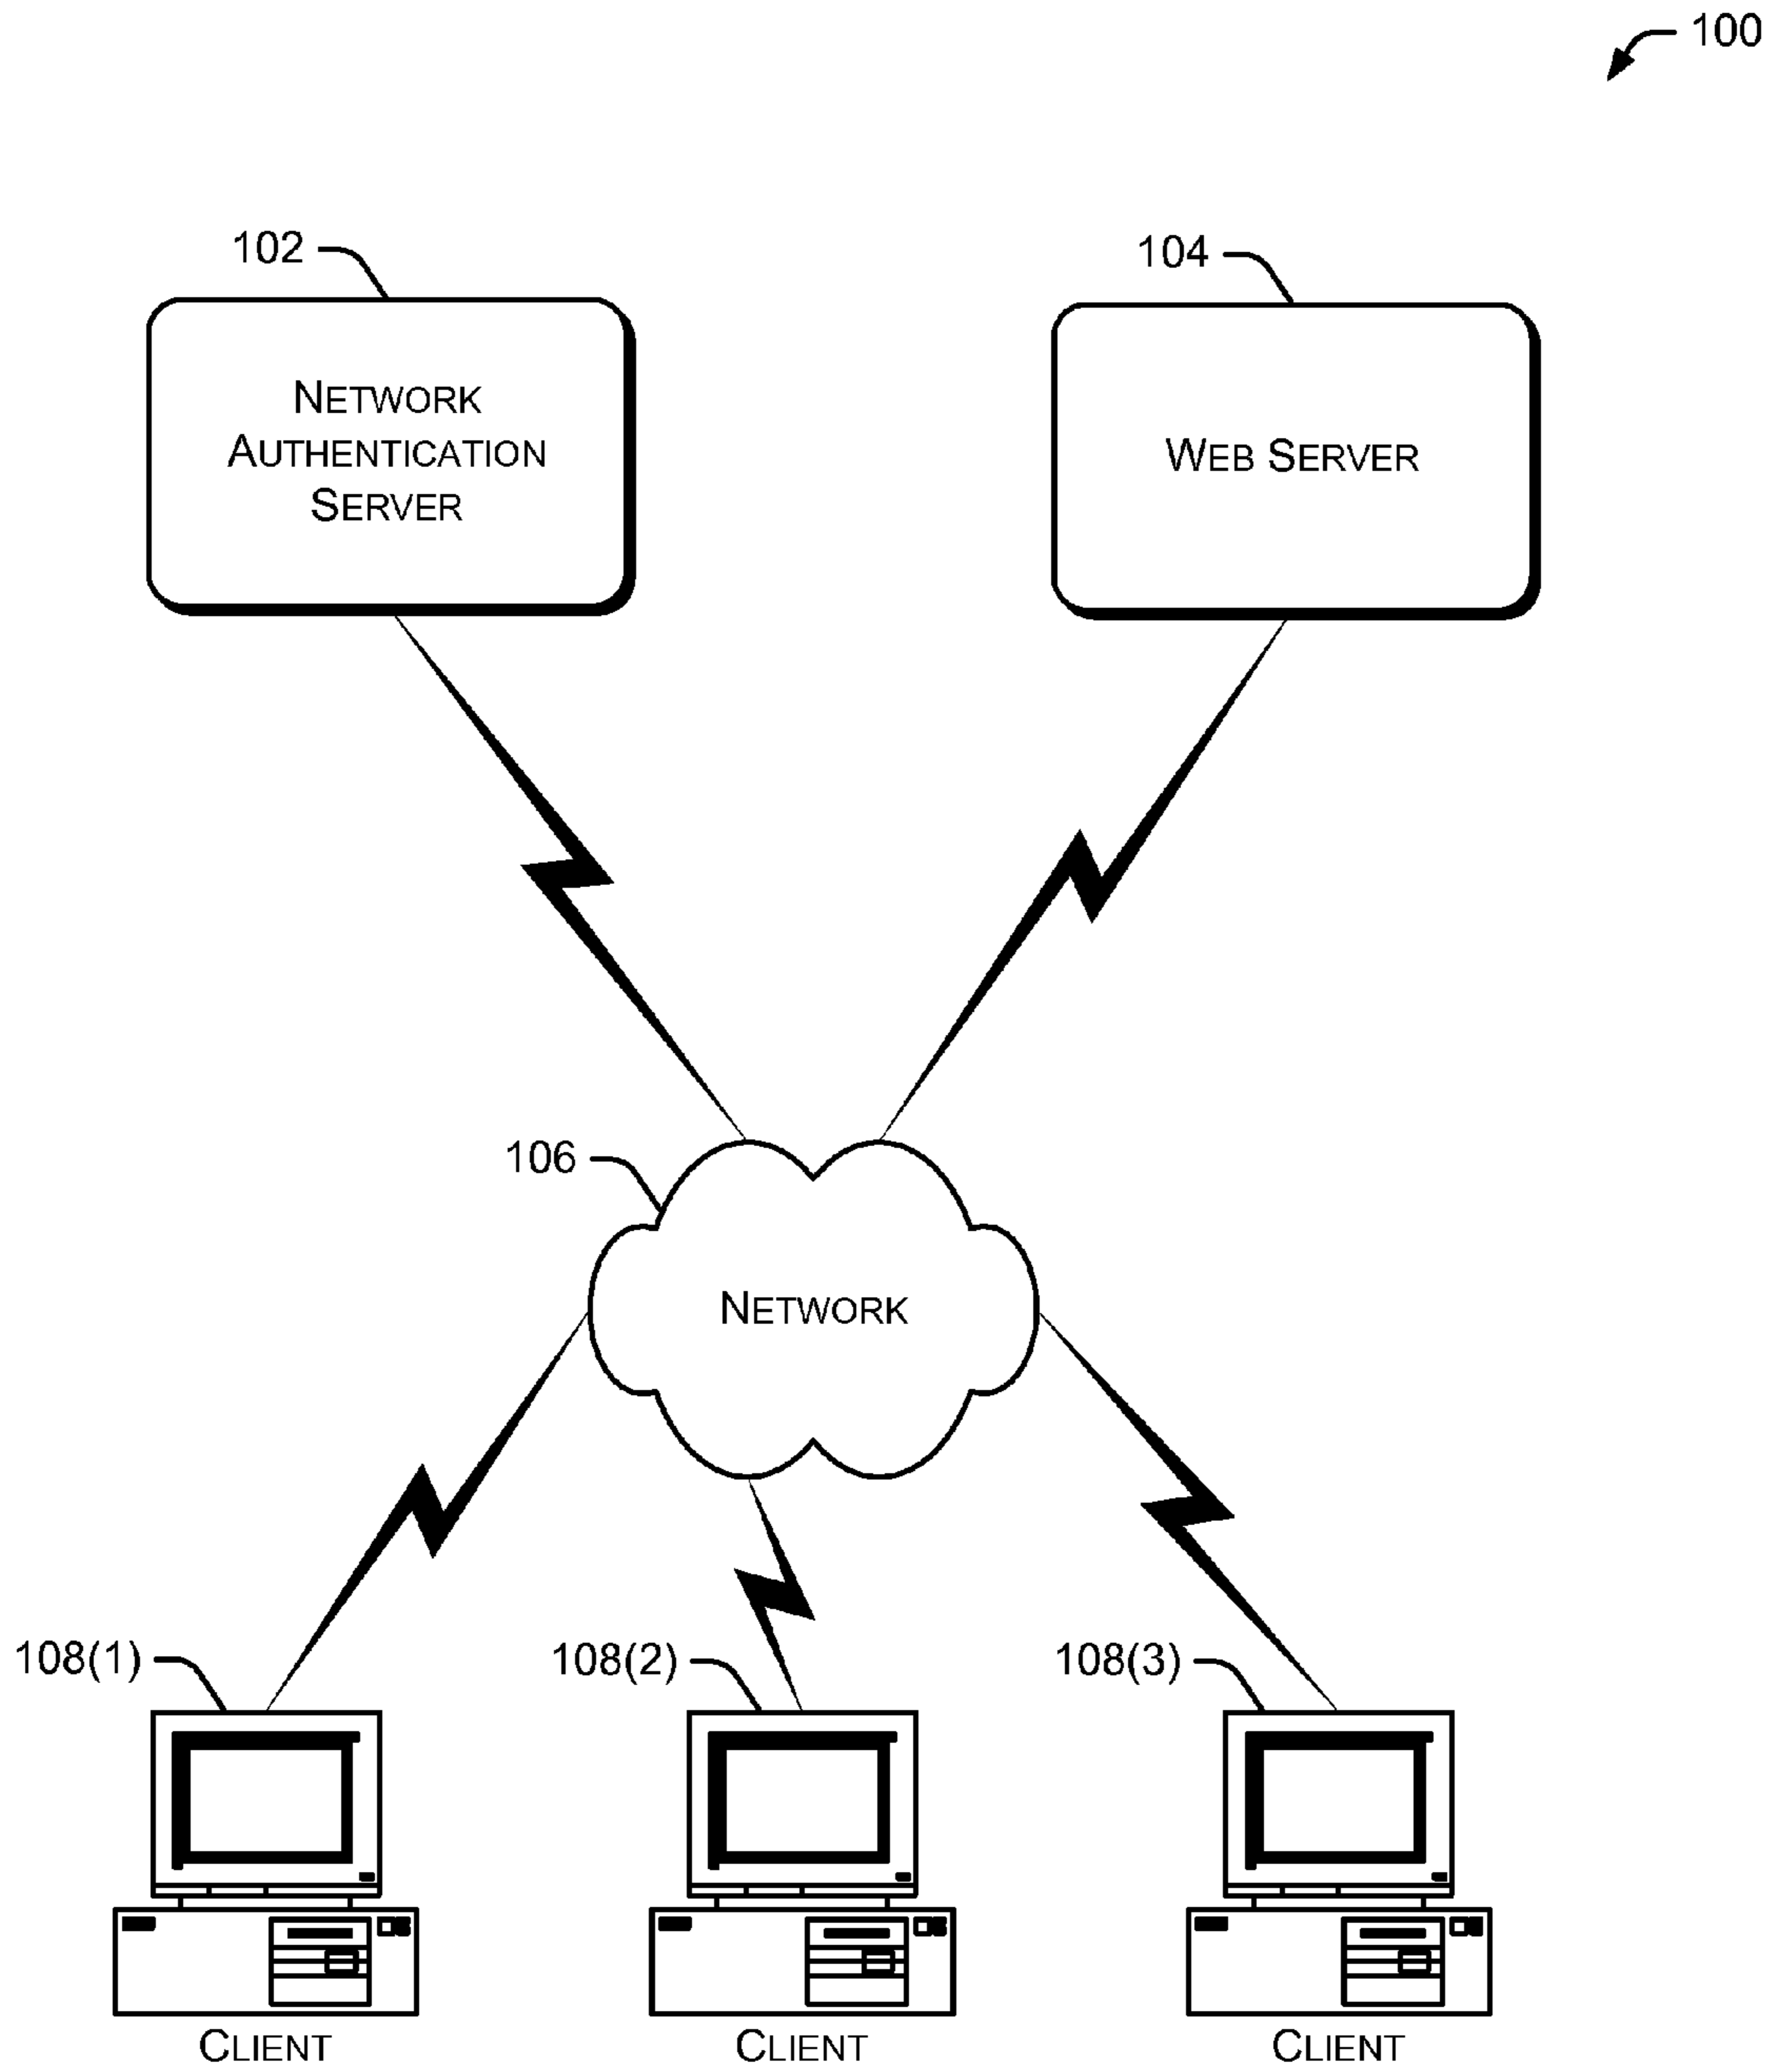 100
102
104
NETWORK
AUTHENTICATION
SERVER
WEB SERVER
106
NETWORK
108(1)
108(2)
108(3)
CLIENT
CLIENT
CLIENT